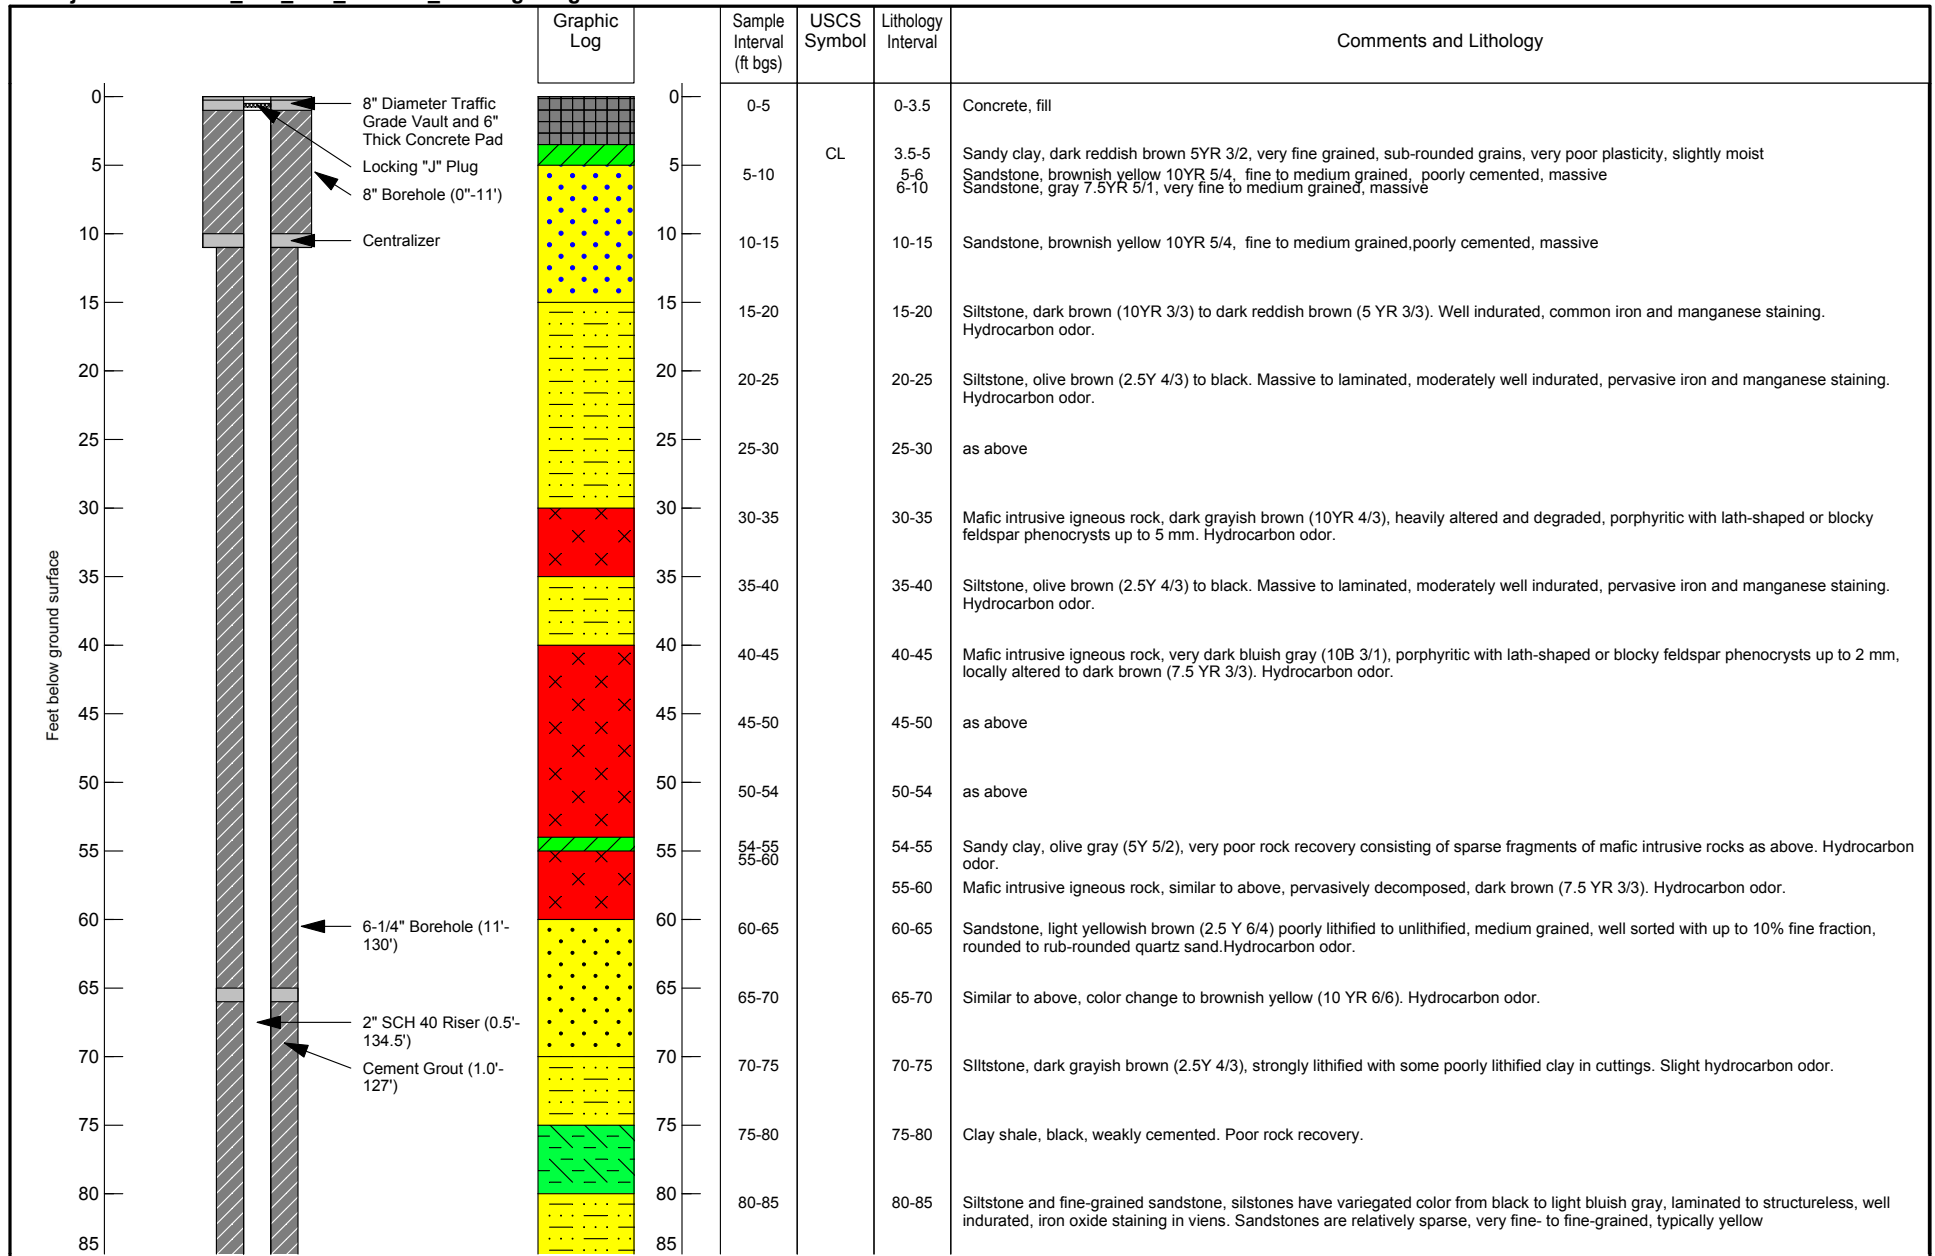 Graphic
Log
Sample
Interval
(ft bgs)
USCS
Symbol
Lithology
Interval
Comments and Lithology
Feet below ground surface
0
5
10
15
20
25
30
35
40
45
50
55
60
65
70
75
80
85
8" Diameter Traffic
Grade Vault and 6"
Thick Concrete Pad
Locking "J" Plug
8" Borehole (0"-11')
Centralizer
6-1/4" Borehole (11'-
130')
2" SCH 40 Riser (0.5'-
134.5')
Cement Grout (1.0'-
127')
0
5
10
15
20
25
30
35
40
45
50
55
60
65
70
75
80
85
0-5 0-3.5 Concrete, fill
CL 3.5-5 Sandy clay, dark reddish brown 5YR 3/2, very fine grained, sub-rounded grains, very poor plasticity, slightly moist
5-10 5-6 Sandstone, brownish yellow 10YR 5/4, fine to medium grained, poorly cemented, massive
6-10 Sandstone, gray 7.5YR 5/1, very fine to medium grained, massive
10-15 10-15 Sandstone, brownish yellow 10YR 5/4, fine to medium grained,poorly cemented, massive
15-20 15-20 Siltstone, dark brown (10YR 3/3) to dark reddish brown (5 YR 3/3). Well indurated, common iron and manganese staining.
Hydrocarbon odor.
20-25 20-25 Siltstone, olive brown (2.5Y 4/3) to black. Massive to laminated, moderately well indurated, pervasive iron and manganese staining.
Hydrocarbon odor.
25-30 25-30 as above
30-35 30-35 Mafic intrusive igneous rock, dark grayish brown (10YR 4/3), heavily altered and degraded, porphyritic with lath-shaped or blocky
feldspar phenocrysts up to 5 mm. Hydrocarbon odor.
35-40 35-40 Siltstone, olive brown (2.5Y 4/3) to black. Massive to laminated, moderately well indurated, pervasive iron and manganese staining.
Hydrocarbon odor.
40-45 40-45 Mafic intrusive igneous rock, very dark bluish gray (10B 3/1), porphyritic with lath-shaped or blocky feldspar phenocrysts up to 2 mm,
locally altered to dark brown (7.5 YR 3/3). Hydrocarbon odor.
45-50 45-50 as above
50-54 50-54 as above
54-55 54-55 Sandy clay, olive gray (5Y 5/2), very poor rock recovery consisting of sparse fragments of mafic intrusive rocks as above. Hydrocarbon
odor.
55-60 55-60 Mafic intrusive igneous rock, similar to above, pervasively decomposed, dark brown (7.5 YR 3/3). Hydrocarbon odor.
60-65 60-65 Sandstone, light yellowish brown (2.5 Y 6/4) poorly lithified to unlithified, medium grained, well sorted with up to 10% fine fraction,
rounded to rub-rounded quartz sand.Hydrocarbon odor.
65-70 65-70 Similar to above, color change to brownish yellow (10 YR 6/6). Hydrocarbon odor.
70-75 70-75 SIltstone, dark grayish brown (2.5Y 4/3), strongly lithified with some poorly lithified clay in cuttings. Slight hydrocarbon odor.
75-80 75-80 Clay shale, black, weakly cemented. Poor rock recovery.
80-85 80-85 Siltstone and fine-grained sandstone, silstones have variegated color from black to light bluish gray, laminated to structureless, well
indurated, iron oxide staining in viens. Sandstones are relatively sparse, very fine- to fine-grained, typically yellow